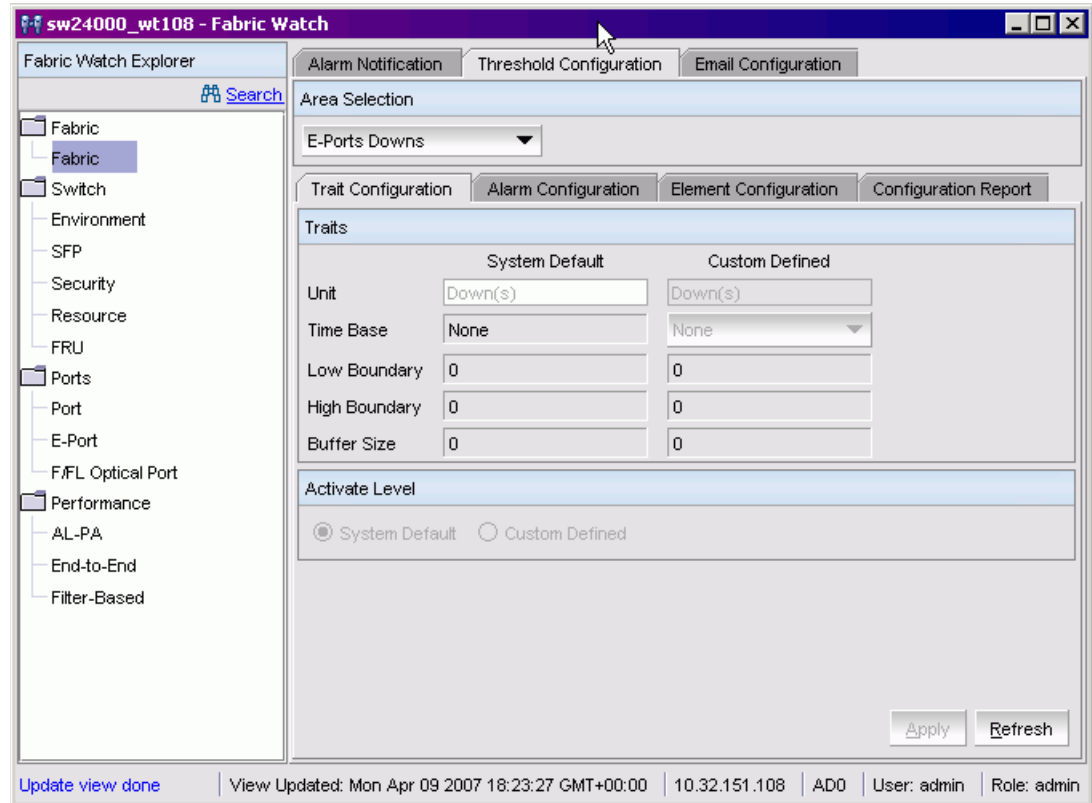 sw24000_wt108 - Fabric Watch
Fabric Watch Explorer
Search
Fabric
Fabric
Switch
Environment
SFP
Security
Resource
FRU
Ports
Port
E-Port
F/FL Optical Port
Performance
AL-PA
End-to-End
Filter-Based
Alarm Notification Threshold Configuration Email Configuration
Area Selection
E-Ports Downs
Trait Configuration Alarm Configuration Element Configuration Configuration Report
Traits
System Default Custom Defined
Unit Down(s) Down(s)
Time Base None None
Low Boundary 0 0
High Boundary 0 0
Buffer Size 0 0
Activate Level
System Default Custom Defined
Apply Refresh
Update view done View Updated: Mon Apr 09 2007 18:23:27 GMT+00:00 10.32.151.108 AD0 User: admin Role: admin